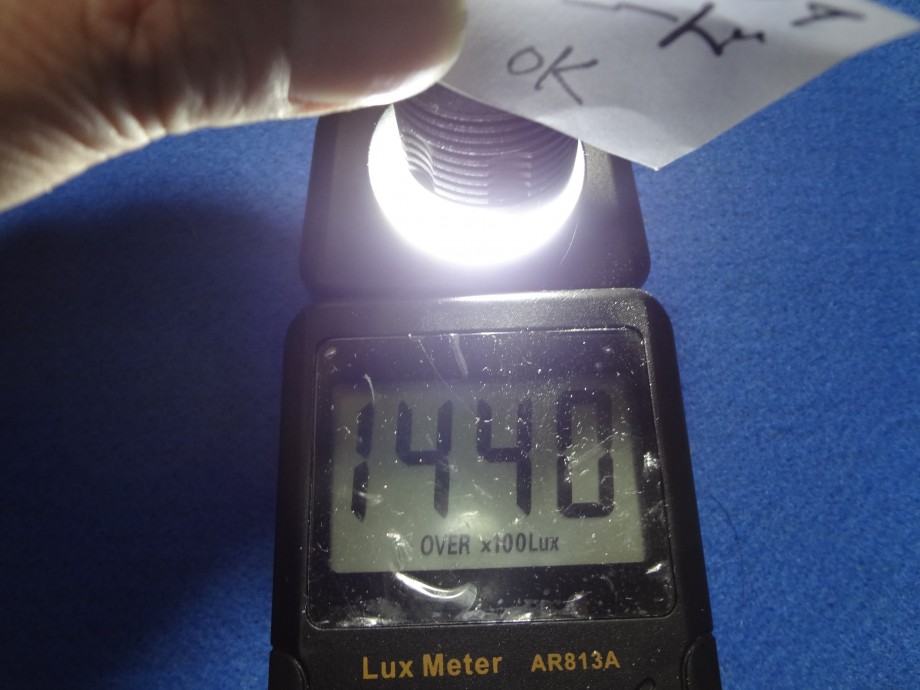 OK
1440
OVER x100Lux
Lux Meter AR813A